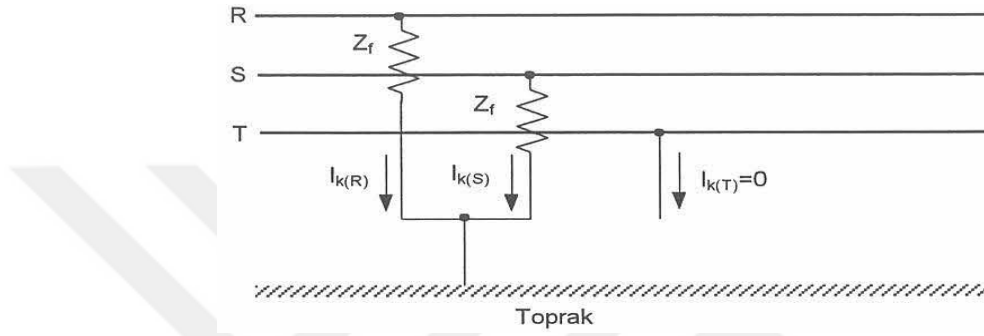 R
Z_f
S
Z_f
T
I_k(R)
I_k(S)
I_k(T)=0
Toprak